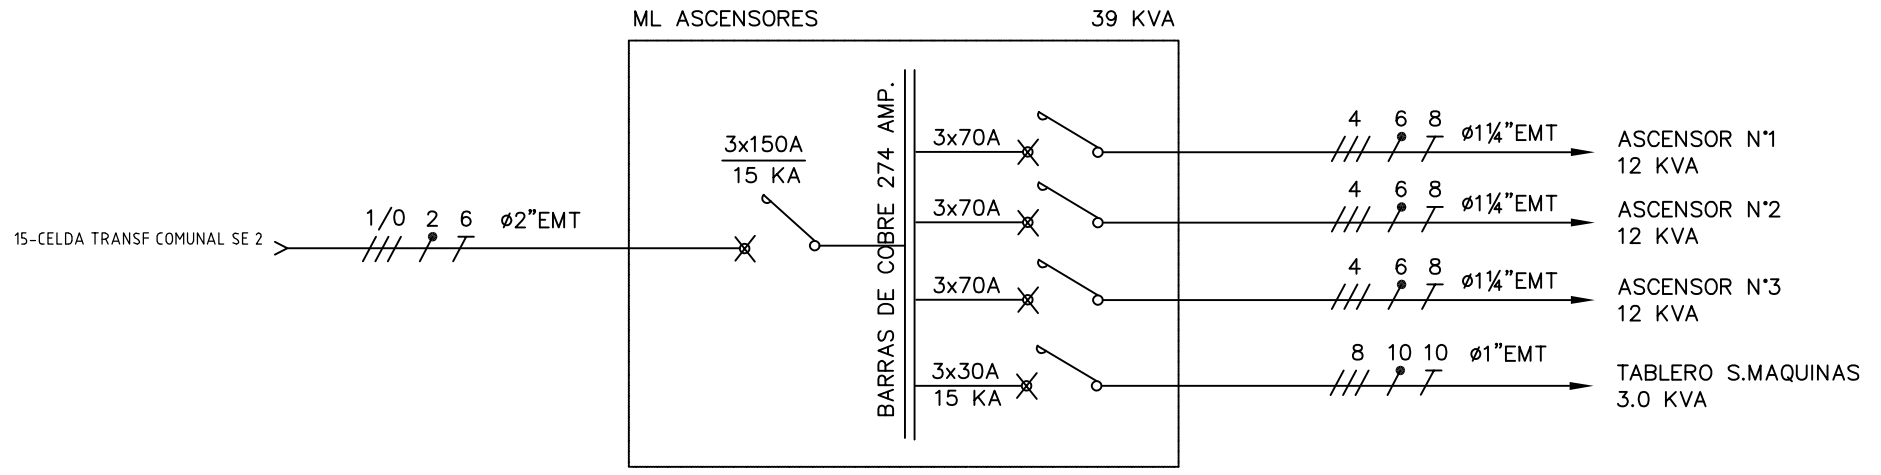 ML ASCENSORES
39 KVA
15-CELDA TRANSF COMUNAL SE 2
1/0 2 6 ø2"EMT
3x150A
15 KA
BARRAS DE COBRE 274 AMP.
3x70A
4 6 8 ø1¼"EMT
ASCENSOR N°1
12 KVA
3x70A
4 6 8 ø1¼"EMT
ASCENSOR N°2
12 KVA
3x70A
4 6 8 ø1¼"EMT
ASCENSOR N°3
12 KVA
3x30A
15 KA
8 10 10 ø1"EMT
TABLERO S.MAQUINAS
3.0 KVA